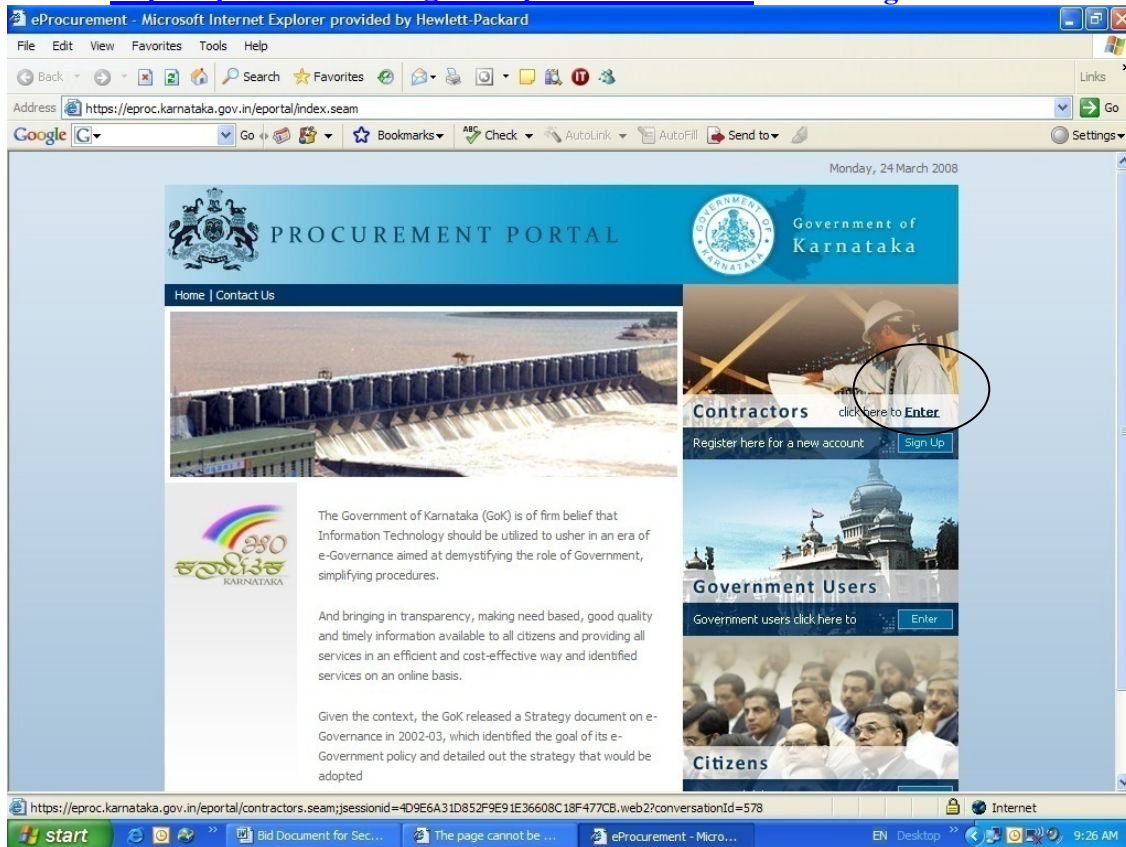 eProcurement - Microsoft Internet Explorer provided by Hewlett-Packard
File Edit View Favorites Tools Help
Back Search Favorites
Links
Address https://eproc.karnataka.gov.in/eportal/index.seam Go
Google G Go Bookmarks ABC Check AutoLink AutoFill Send to Settings
Monday, 24 March 2008
PROCUREMENT PORTAL
GOVERNMENT OF KARNATAKA
Government of
Karnataka
Home | Contact Us
Contractors click here to Enter
Register here for a new account Sign Up
ಕರ್ನಾಟಕ
KARNATAKA
The Government of Karnataka (GoK) is of firm belief that
Information Technology should be utilized to usher in an era of
e-Governance aimed at demystifying the role of Government,
simplifying procedures.
And bringing in transparency, making need based, good quality
and timely information available to all citizens and providing all
services in an efficient and cost-effective way and identified
services on an online basis.
Given the context, the GoK released a Strategy document on e-
Governance in 2002-03, which identified the goal of its e-
Government policy and detailed out the strategy that would be
adopted
Government Users
Government users click here to Enter
Citizens
https://eproc.karnataka.gov.in/eportal/contractors.seam;jsessionid=4D9E6A31D852F9E91E36608C18F477CB.web2?conversationId=578
Internet
start Bid Document for Sec... The page cannot be ... eProcurement - Micro... EN Desktop 9:26 AM